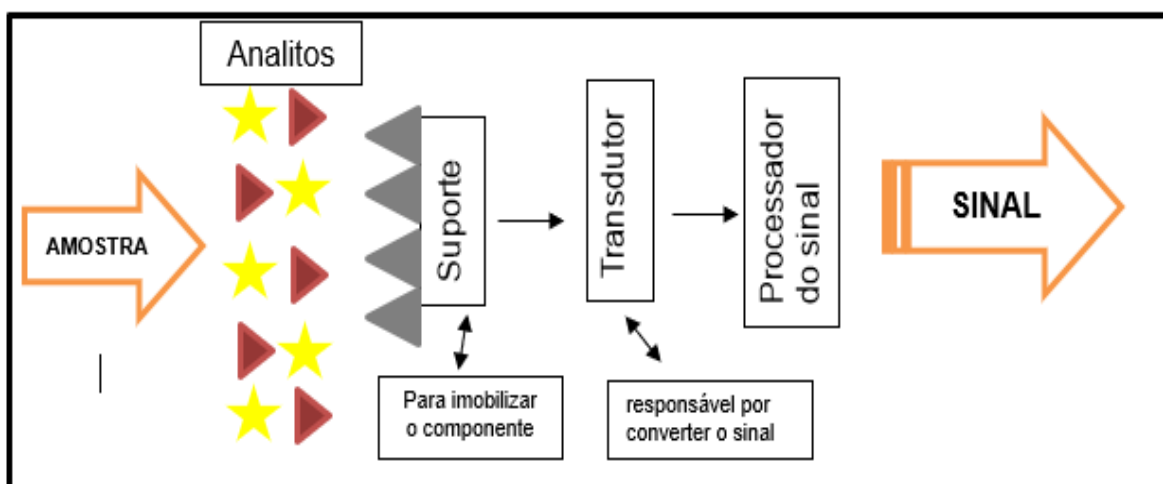 Analitos
AMOSTRA
Suporte
Transdutor
Processador
do sinal
SINAL
Para imobilizar
o componente
responsável por
converter o sinal